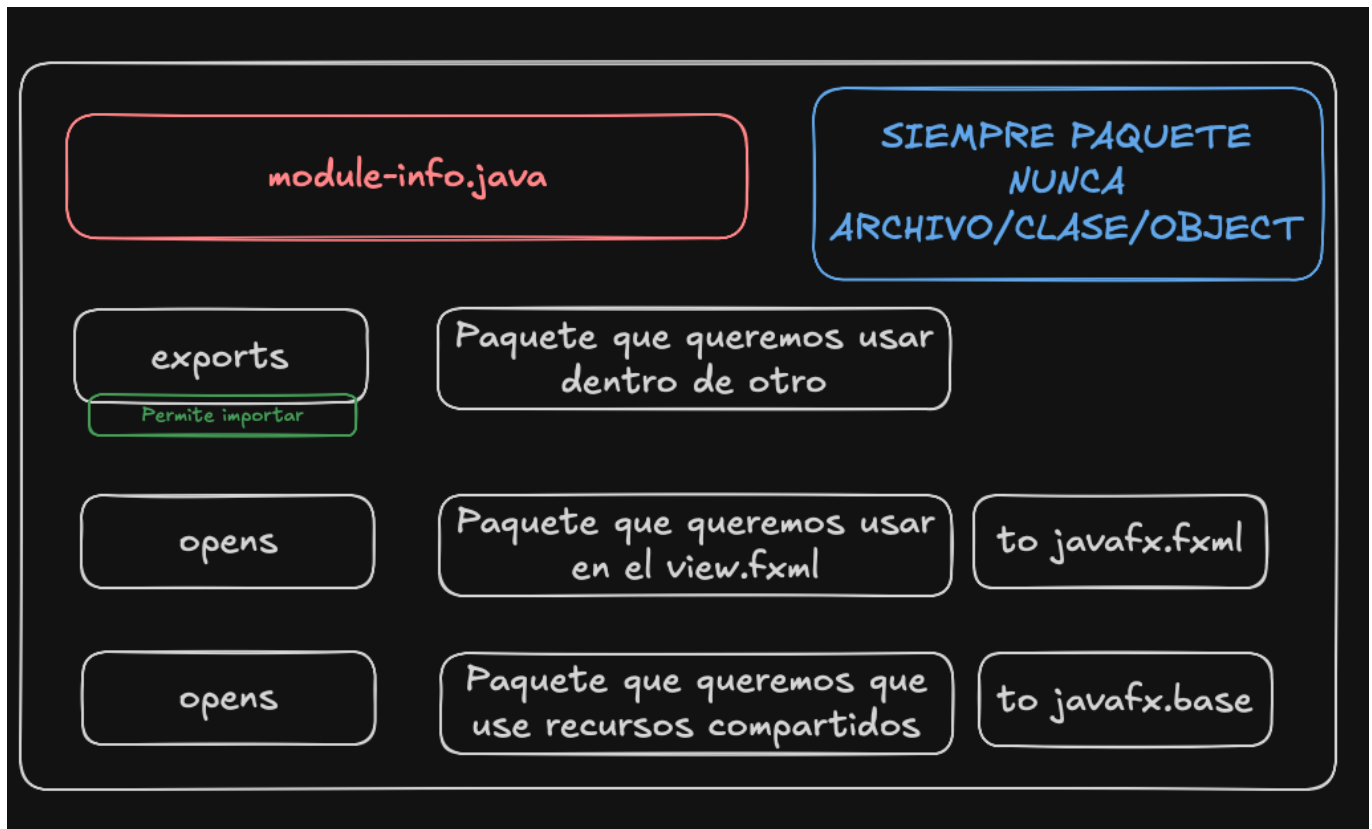 module-info.java
SIEMPRE PAQUETE
NUNCA
ARCHIVO/CLASE/OBJECT
exports
Permite importar
Paquete que queremos usar
dentro de otro
opens
Paquete que queremos usar
en el view.fxml
to javafx.fxml
opens
Paquete que queremos que
use recursos compartidos
to javafx.base